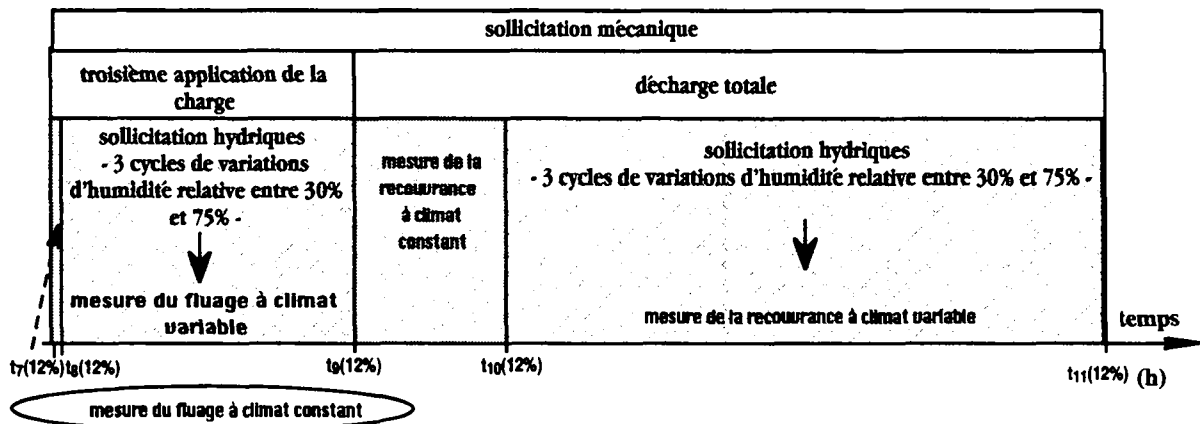 sollicitation mécanique
troisième application de la
charge
décharge totale
sollicitation hydriques
- 3 cycles de variations
d'humidité relative entre 30%
et 75% -
mesure du fluage à climat
variable
mesure de la
recouvrance
à climat
constant
sollicitation hydriques
- 3 cycles de variations d'humidité relative entre 30% et 75% -
mesure de la recouvrance à climat variable
temps
t7(12%) t8(12%) t9(12%) t10(12%) t11(12%) (h)
mesure du fluage à climat constant